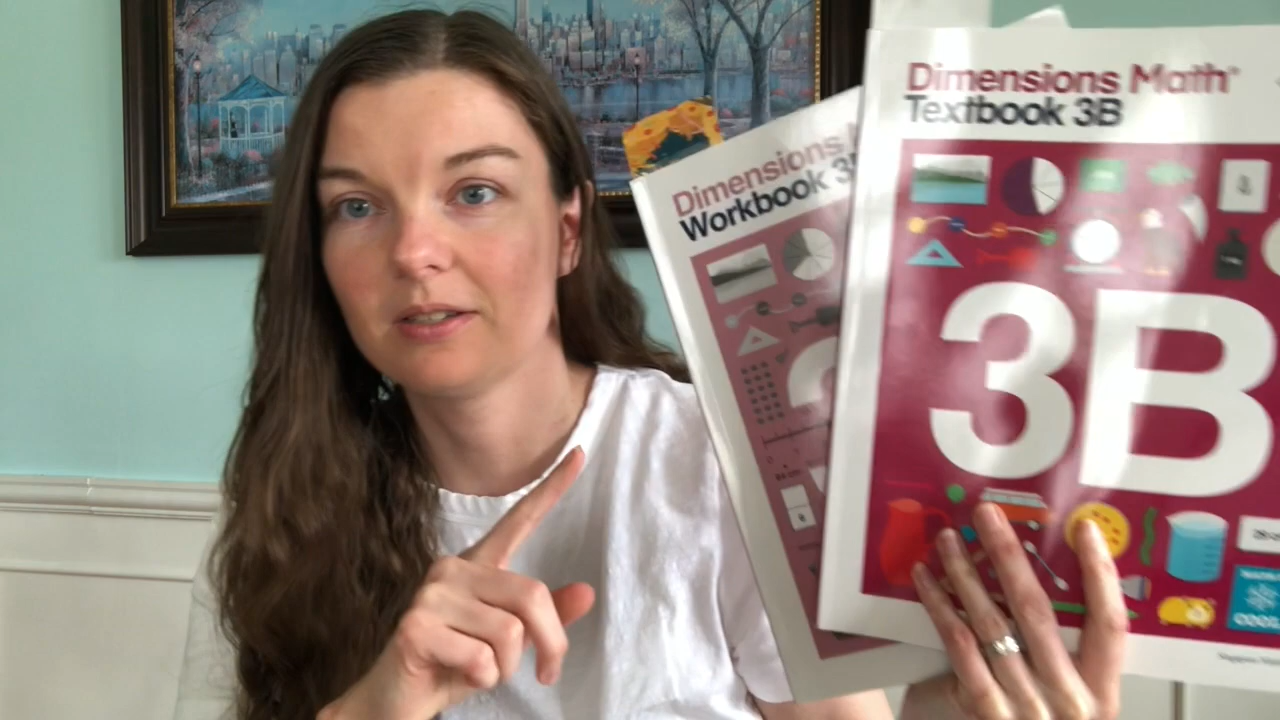 Dimensions Math®
Textbook 3B
3B
Dimensions
Workbook